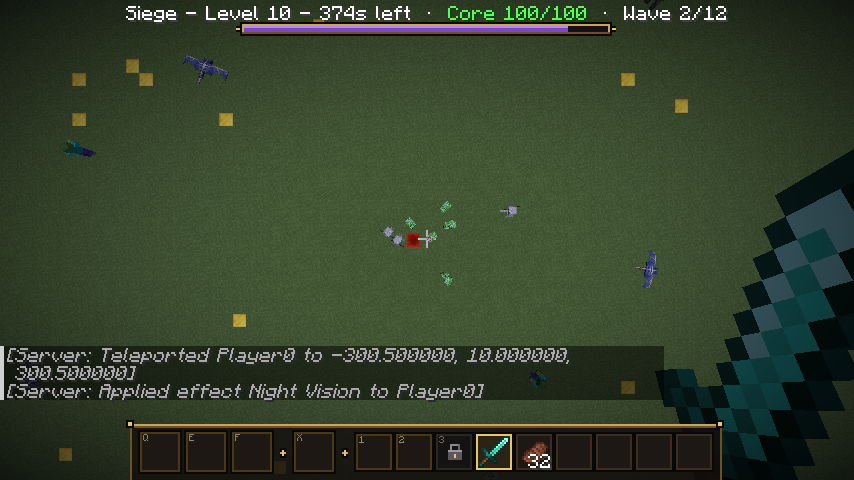 Siege - Level 10 - 374s left · Core 100/100 · Wave 2/12
[Server: Teleported Player0 to -300.500000, 10.000000,
300.500000]
[Server: Applied effect Night Vision to Player0]
Q E F X 1 2 3
32